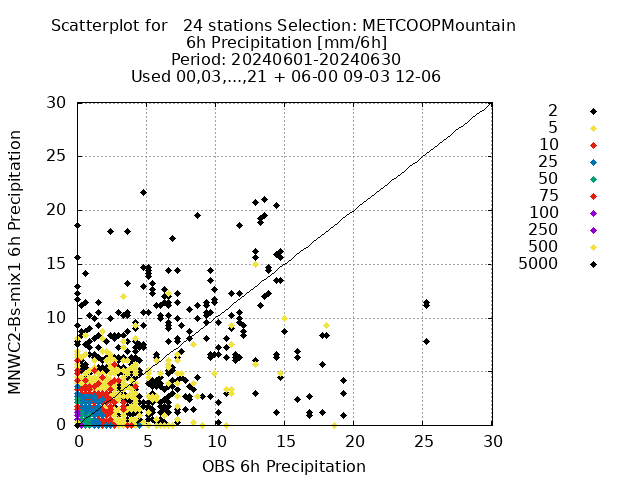 Scatterplot for 24 stations Selection: METCOOPMountain
6h Precipitation [mm/6h]
Period: 20240601-20240630
Used 00,03,...,21 + 06-00 09-03 12-06
30
25
20
15
10
5
0
MNWC2-Bs-mix1 6h Precipitation
0 5 10 15 20 25 30
OBS 6h Precipitation
2
5
10
25
50
75
100
250
500
5000